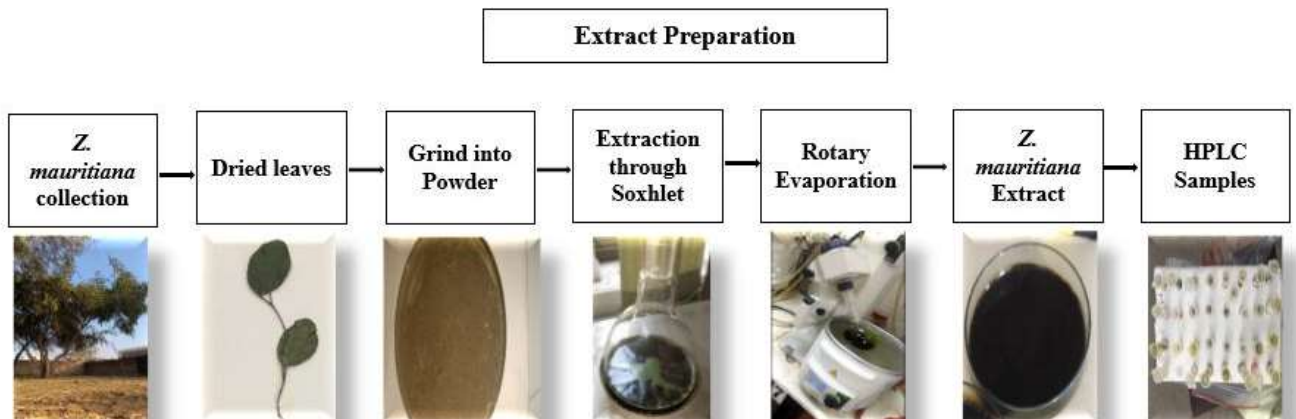 Extract Preparation
Z.
mauritiana
collection
Dried leaves
Grind into
Powder
Extraction
through
Soxhlet
Rotary
Evaporation
Z.
mauritiana
Extract
HPLC
Samples